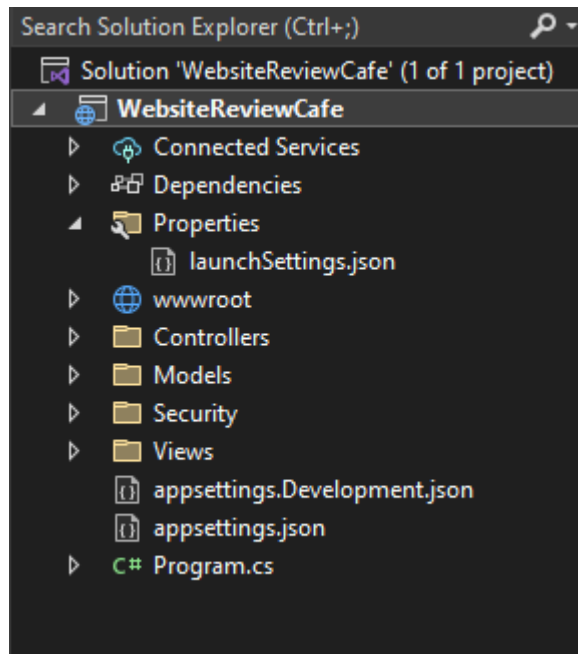 Search Solution Explorer (Ctrl+;)
Solution 'WebsiteReviewCafe' (1 of 1 project)
WebsiteReviewCafe
Connected Services
Dependencies
Properties
launchSettings.json
wwwroot
Controllers
Models
Security
Views
appsettings.Development.json
appsettings.json
C# Program.cs